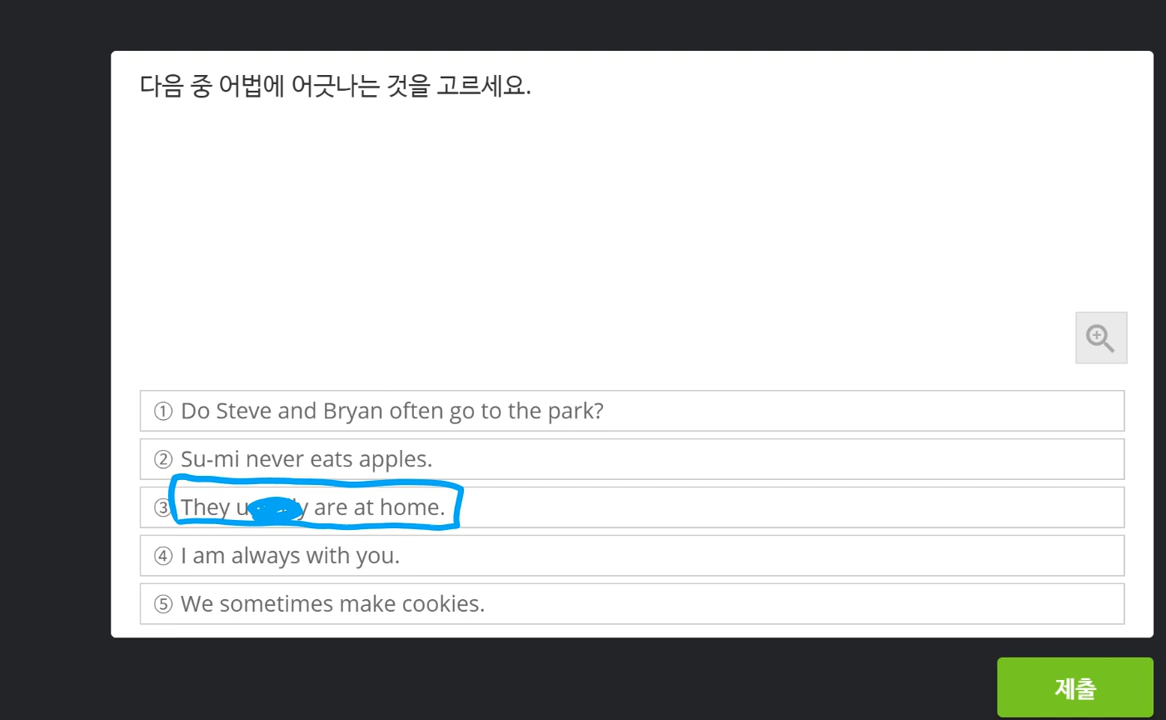 다음 중 어법에 어긋나는 것을 고르세요.
① Do Steve and Bryan often go to the park?
② Su-mi never eats apples.
③ They are at home.
④ I am always with you.
⑤ We sometimes make cookies.
제출